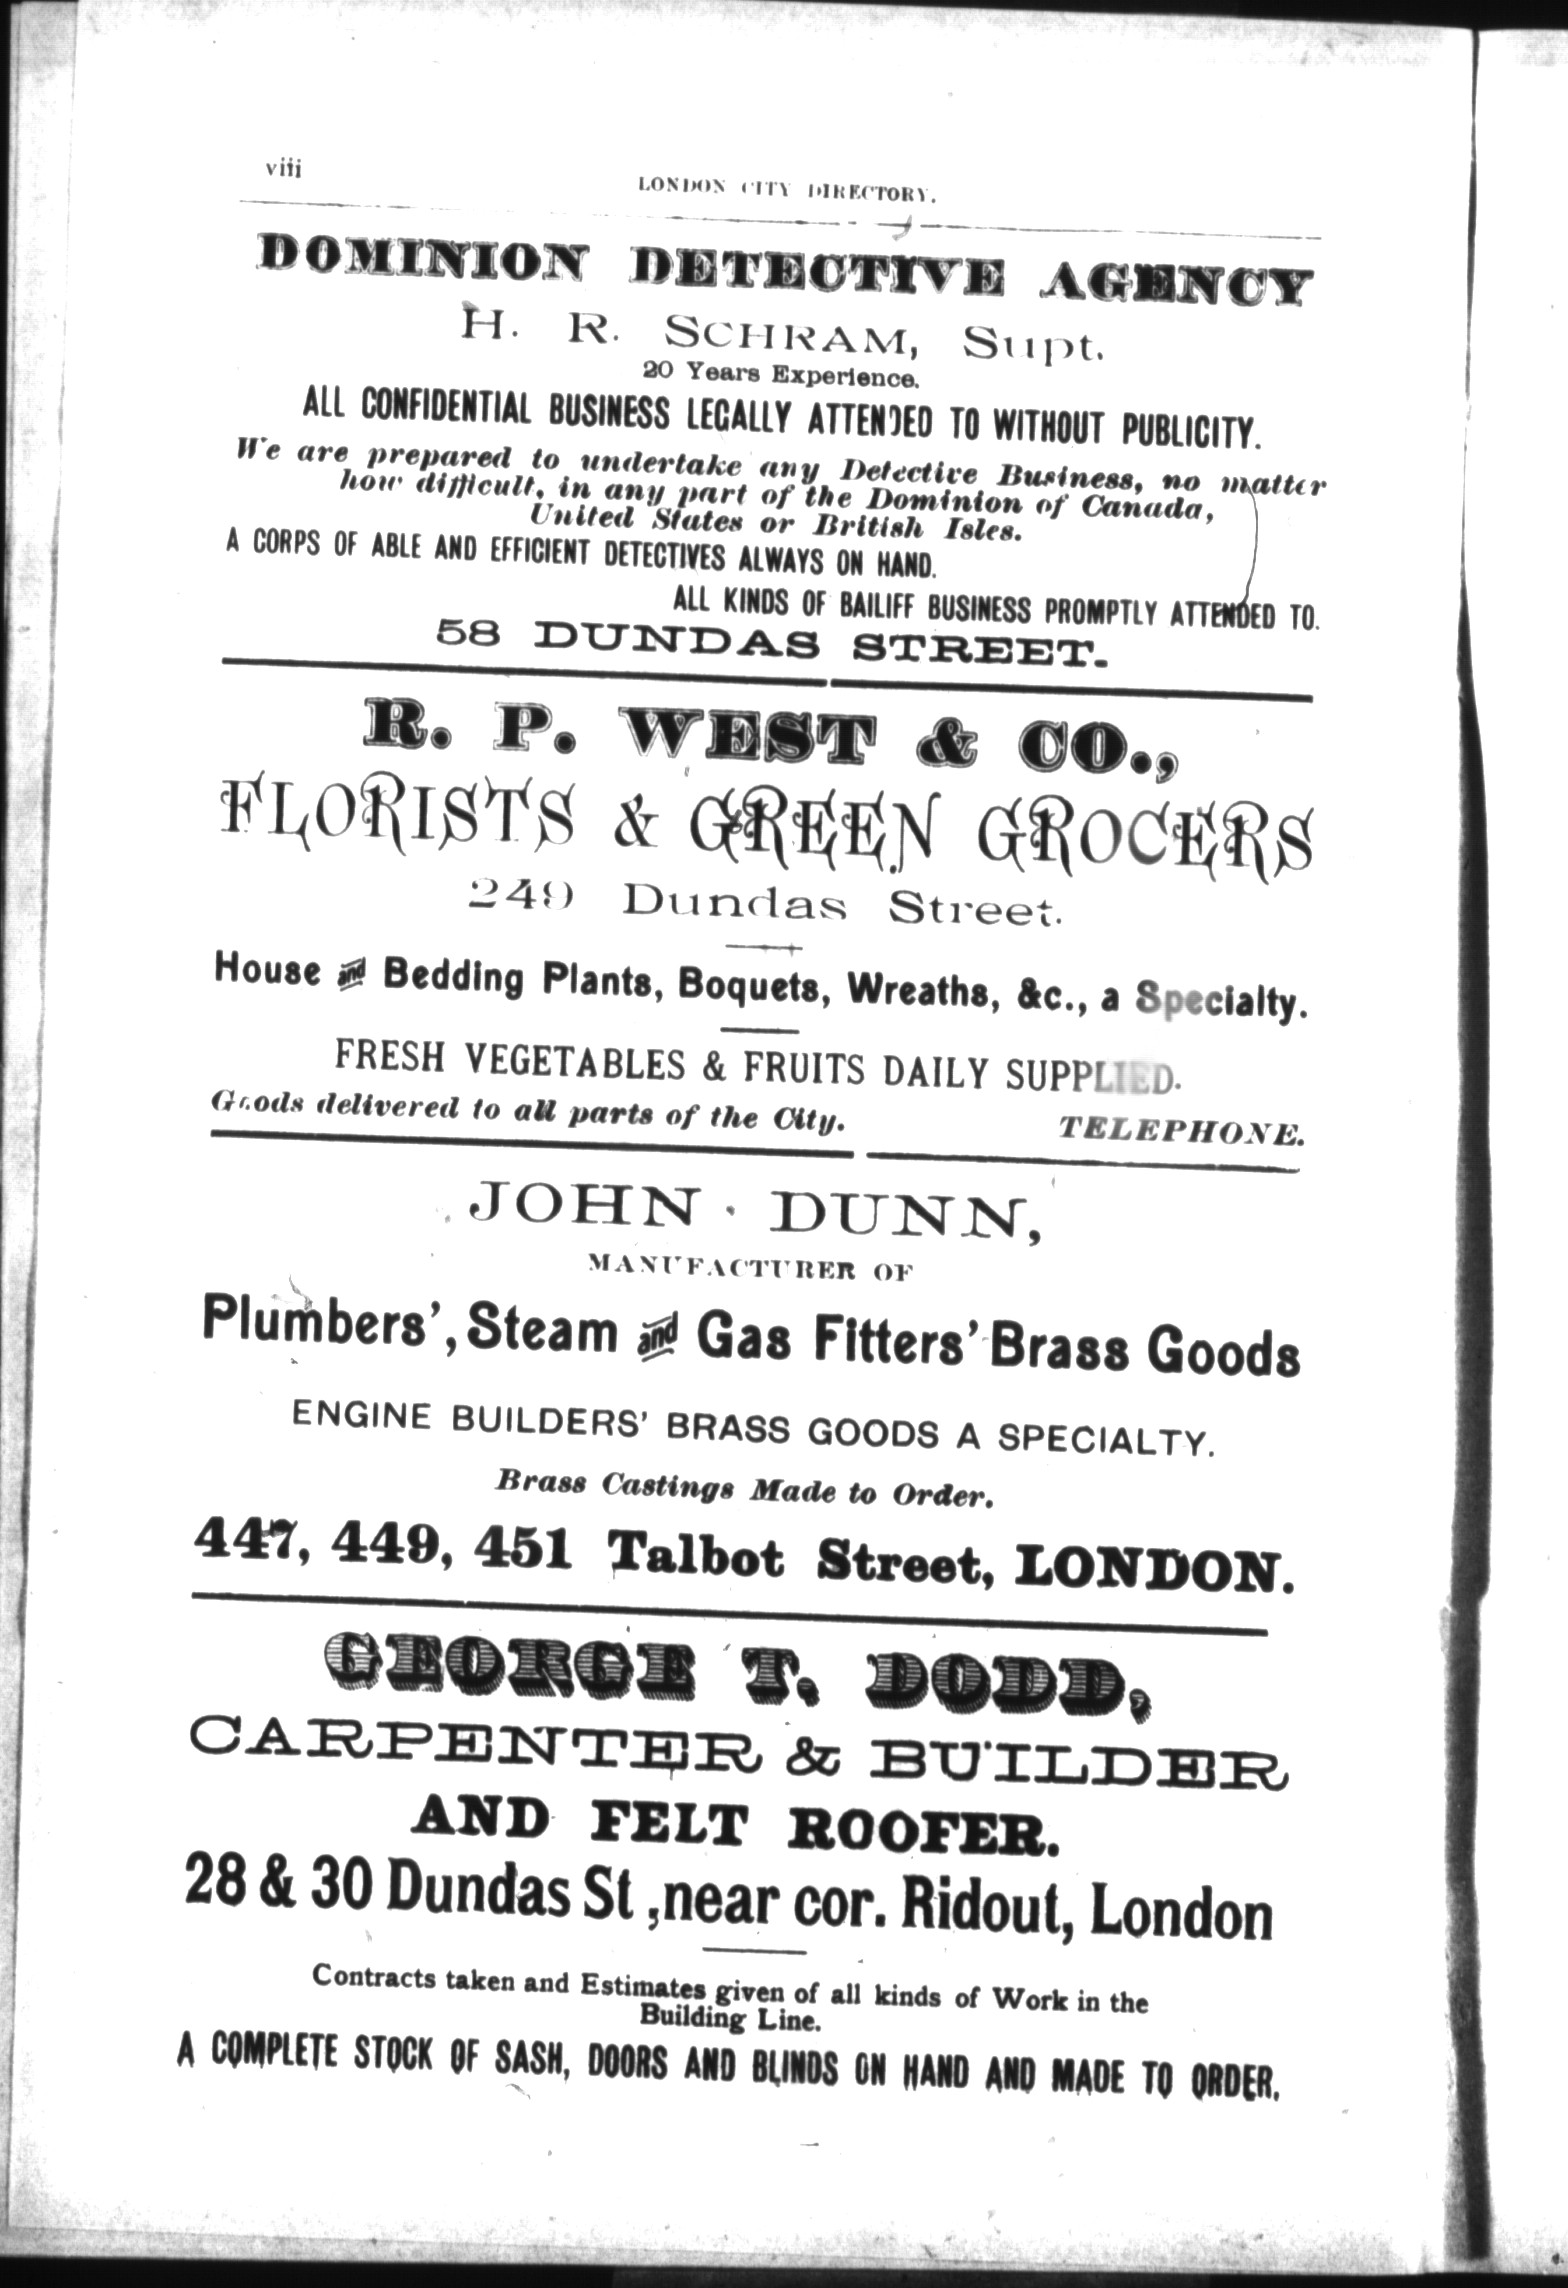 viii
LONDON CITY DIRECTORY.
DOMINION DETECTIVE AGENCY
H. R. SCHRAM, Supt.
20 Years Experience.
ALL CONFIDENTIAL BUSINESS LEGALLY ATTENDED TO WITHOUT PUBLICITY.
We are prepared to undertake any Detective Business, no matter
how difficult, in any part of the Dominion of Canada,
United States or British Isles.
A CORPS OF ABLE AND EFFICIENT DETECTIVES ALWAYS ON HAND.
ALL KINDS OF BAILIFF BUSINESS PROMPTLY ATTENDED TO.
58 DUNDAS STREET.
R. P. WEST & CO.,
FLORISTS & GREEN GROCERS
249 Dundas Street.
House and Bedding Plants, Boquets, Wreaths, &c., a Specialty.
FRESH VEGETABLES & FRUITS DAILY SUPPLIED.
Goods delivered to all parts of the City. TELEPHONE.
JOHN DUNN,
MANUFACTURER OF
Plumbers', Steam and Gas Fitters' Brass Goods
ENGINE BUILDERS' BRASS GOODS A SPECIALTY.
Brass Castings Made to Order.
447, 449, 451 Talbot Street, LONDON.
GEORGE T. DODD,
CARPENTER & BUILDER
AND FELT ROOFER.
28 & 30 Dundas St , near cor. Ridout, London
Contracts taken and Estimates given of all kinds of Work in the
Building Line.
A COMPLETE STOCK OF SASH, DOORS AND BLINDS ON HAND AND MADE TO ORDER.